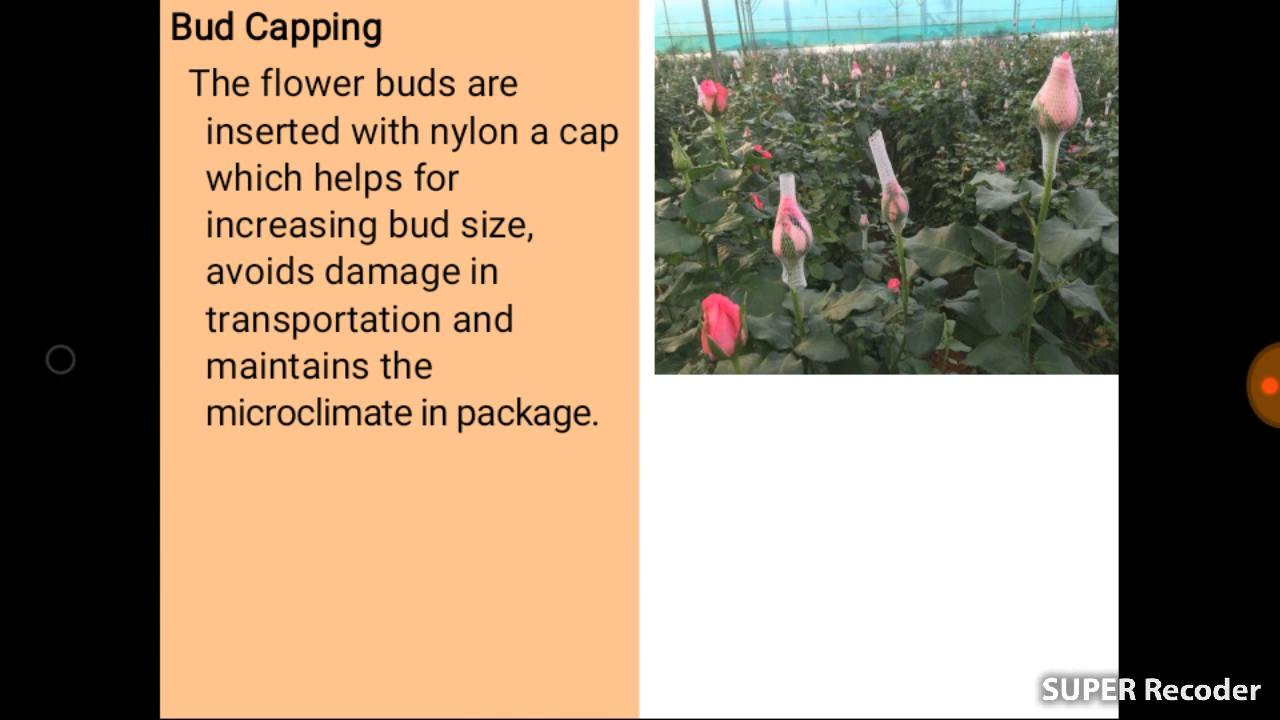 Bud Capping
The flower buds are
inserted with nylon a cap
which helps for
increasing bud size,
avoids damage in
transportation and
maintains the
microclimate in package.
SUPER Recoder